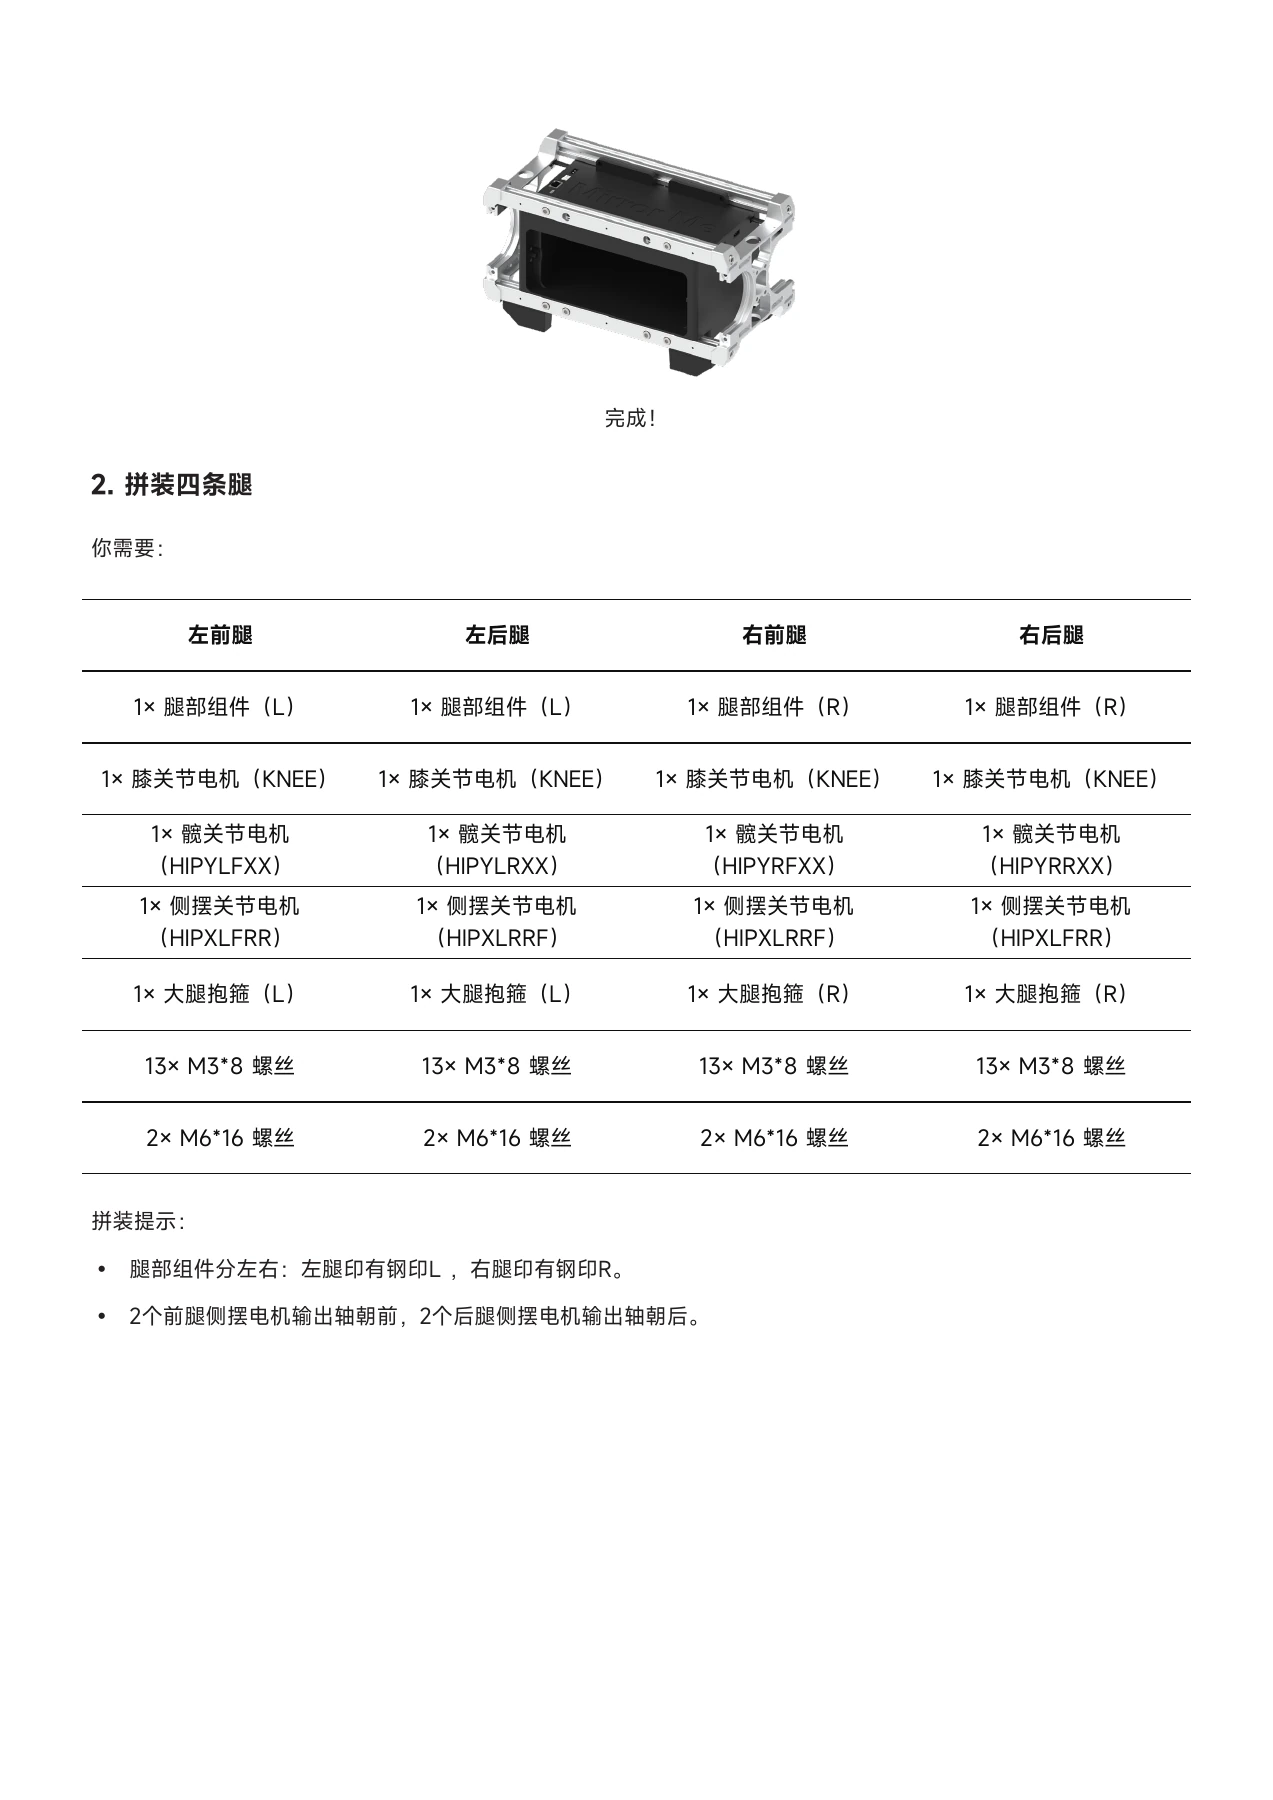 完成！
2. 拼装四条腿
你需要：
左前腿 左后腿 右前腿 右后腿
1× 腿部组件（L） 1× 腿部组件（L） 1× 腿部组件（R） 1× 腿部组件（R）
1× 膝关节电机（KNEE） 1× 膝关节电机（KNEE） 1× 膝关节电机（KNEE） 1× 膝关节电机（KNEE）
1× 髋关节电机 1× 髋关节电机 1× 髋关节电机 1× 髋关节电机
（HIPYLFXX） （HIPYLRXX） （HIPYRFXX） （HIPYRRXX）
1× 侧摆关节电机 1× 侧摆关节电机 1× 侧摆关节电机 1× 侧摆关节电机
（HIPXLFRR） （HIPXLRRF） （HIPXLRRF） （HIPXLFRR）
1× 大腿抱箍（L） 1× 大腿抱箍（L） 1× 大腿抱箍（R） 1× 大腿抱箍（R）
13× M3*8 螺丝 13× M3*8 螺丝 13× M3*8 螺丝 13× M3*8 螺丝
2× M6*16 螺丝 2× M6*16 螺丝 2× M6*16 螺丝 2× M6*16 螺丝
拼装提示：
• 腿部组件分左右：左腿印有钢印L ，右腿印有钢印R。
• 2个前腿侧摆电机输出轴朝前，2个后腿侧摆电机输出轴朝后。